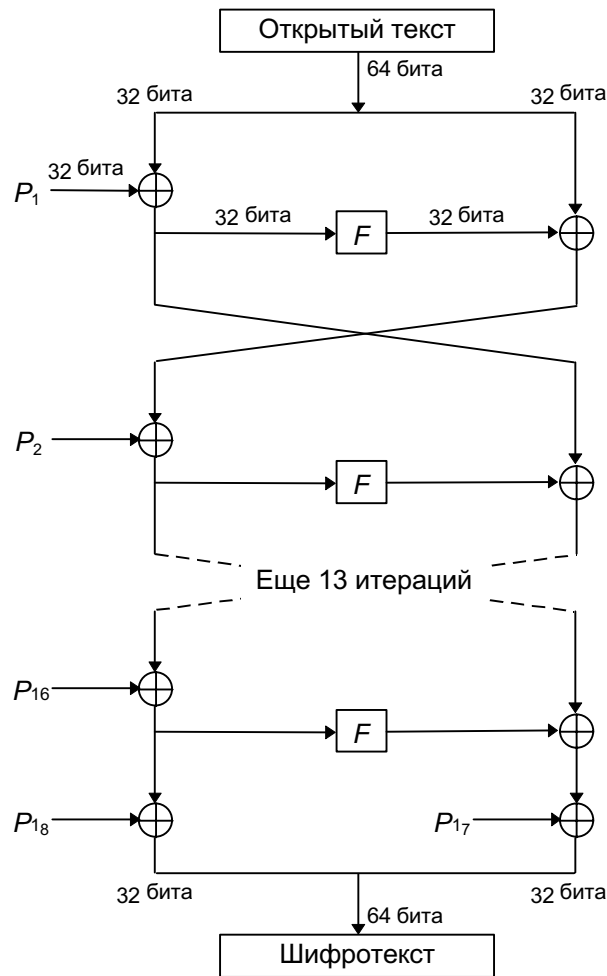 Открытый текст
64 бита
32 бита 32 бита
32 бита
P1
32 бита F 32 бита
P2
F
Еще 13 итераций
P16
F
P18 P17
32 бита 32 бита
64 бита
Шифротекст